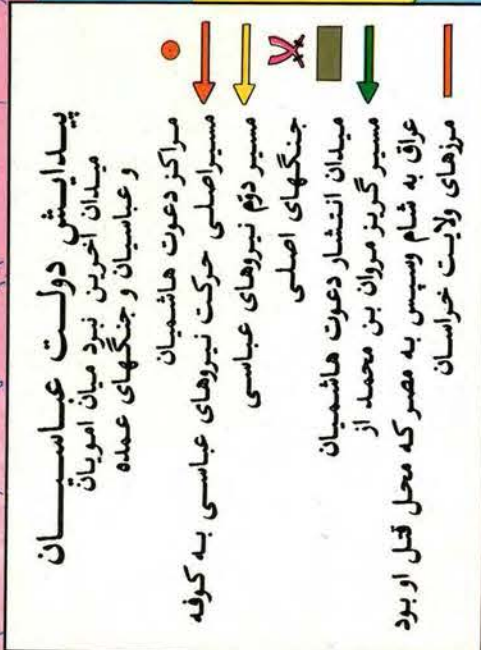 پیدایش دولت عباسیان
میدان آخرین نبرد میان امویان
و عباسیان و جنگهای عمده
مراکز دعوت هاشمیان
مسیر اصلی حرکت نیروهای عباسی به کوفه
مسیر دوّم نیروهای عباسی
جنگهای اصلی
میدان انتشار دعوت هاشمیان
مسیر گریز مروان بن محمد از
عراق به شام وسپس به مصر که محل قتل او بود
مرزهای ولایت خراسان